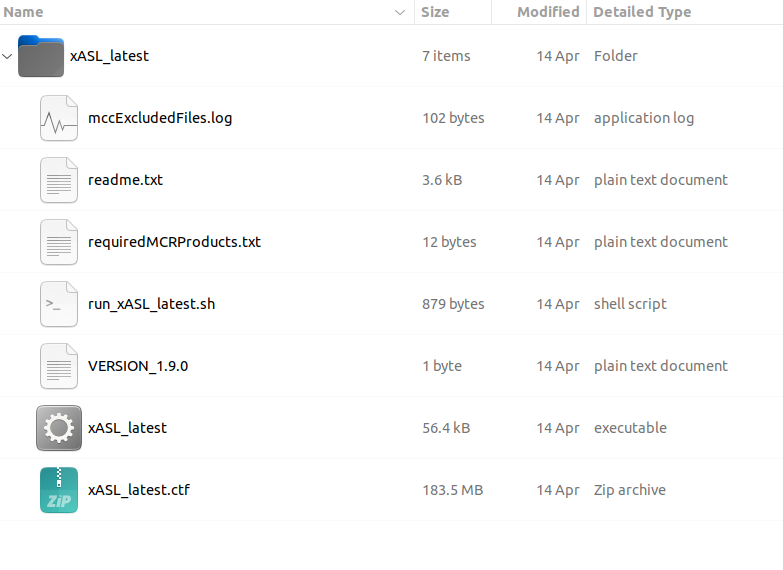 Name Size Modified Detailed Type
xASL_latest 7 items 14 Apr Folder
mccExcludedFiles.log 102 bytes 14 Apr application log
readme.txt 3.6 kB 14 Apr plain text document
requiredMCRProducts.txt 12 bytes 14 Apr plain text document
>_ run_xASL_latest.sh 879 bytes 14 Apr shell script
VERSION_1.9.0 1 byte 14 Apr plain text document
xASL_latest 56.4 kB 14 Apr executable
ZiP xASL_latest.ctf 183.5 MB 14 Apr Zip archive